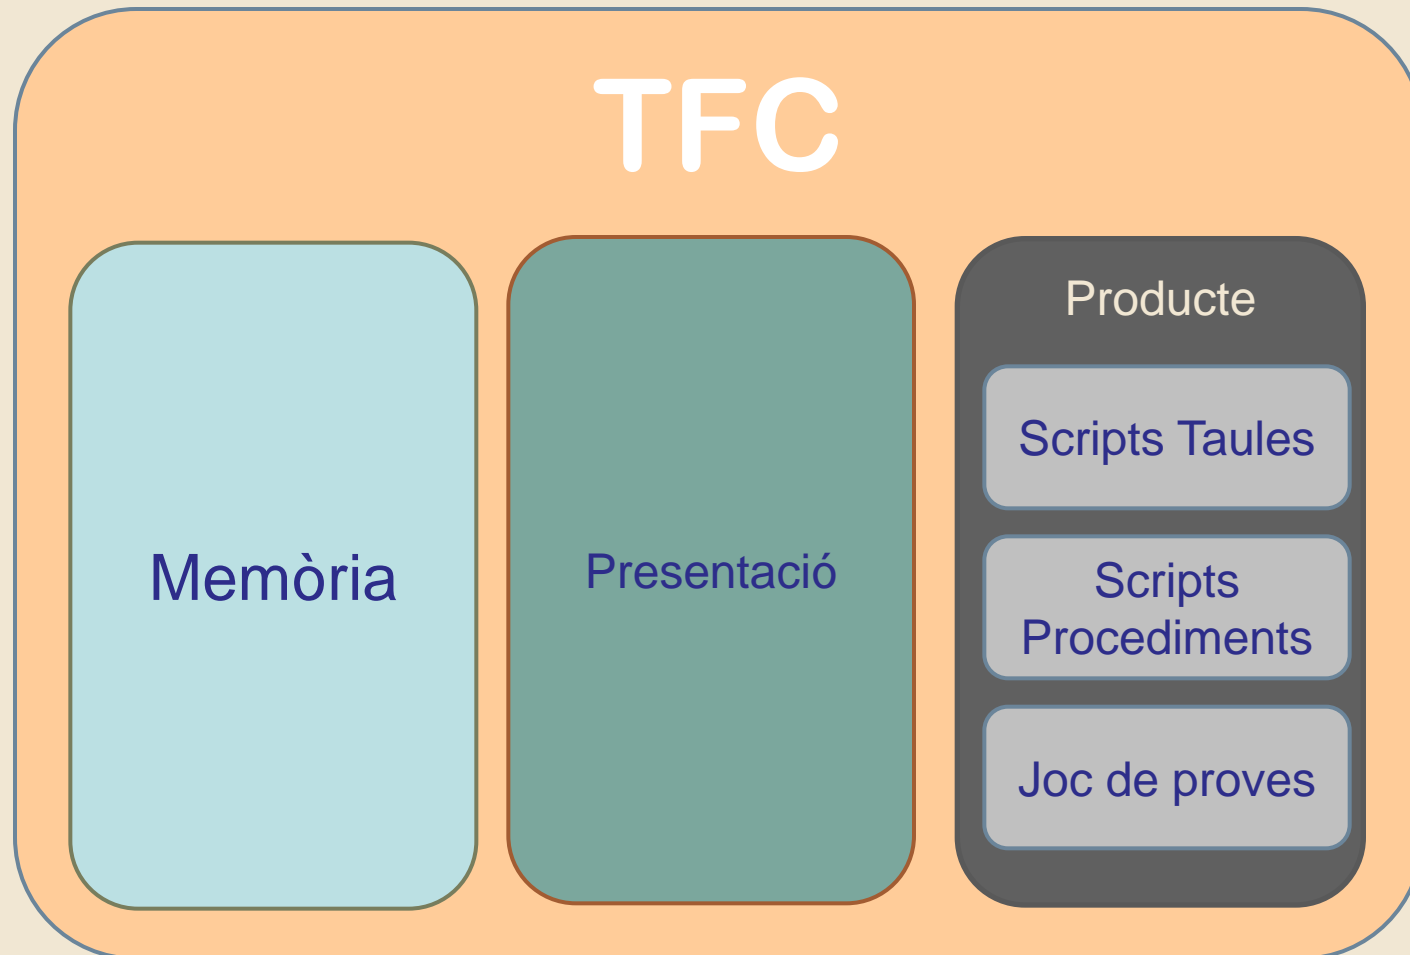 TFC
Memòria
Presentació
Producte
Scripts Taules
Scripts
Procediments
Joc de proves